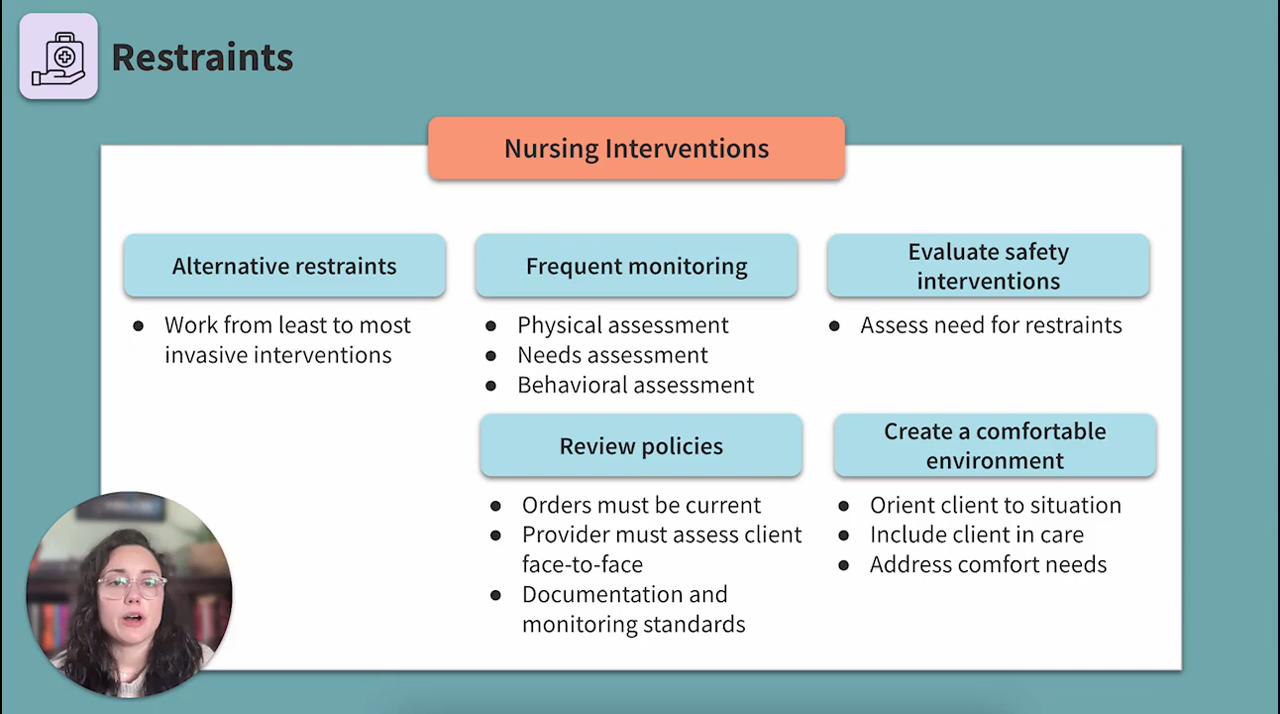 Restraints
Nursing Interventions
Alternative restraints
● Work from least to most
invasive interventions
Frequent monitoring
● Physical assessment
● Needs assessment
● Behavioral assessment
Evaluate safety
interventions
● Assess need for restraints
Review policies
● Orders must be current
● Provider must assess client
face-to-face
● Documentation and
monitoring standards
Create a comfortable
environment
● Orient client to situation
● Include client in care
● Address comfort needs